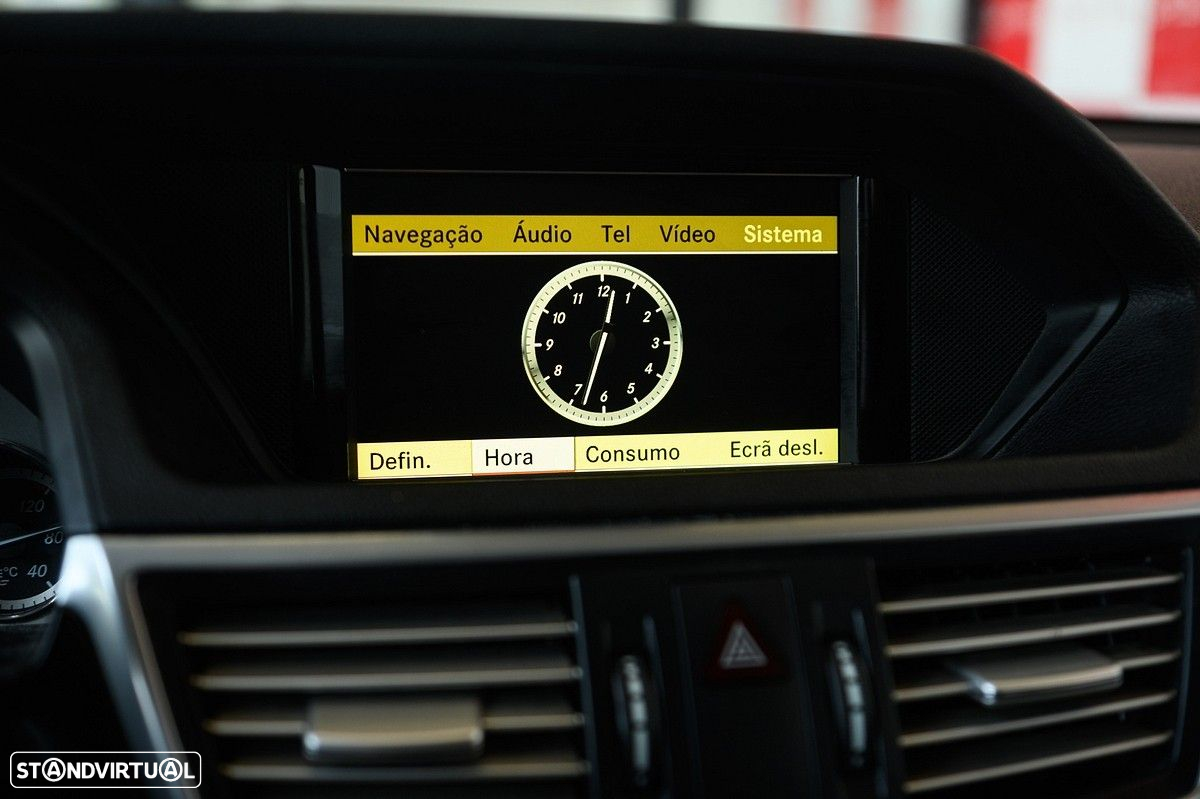 Navegação Áudio Tel Vídeo Sistema
12
11 1
10 2
9 3
8 4
7 5
6
Defin. Hora Consumo Ecrã desl.
120
80
°C 40
STANDVIRTUAL